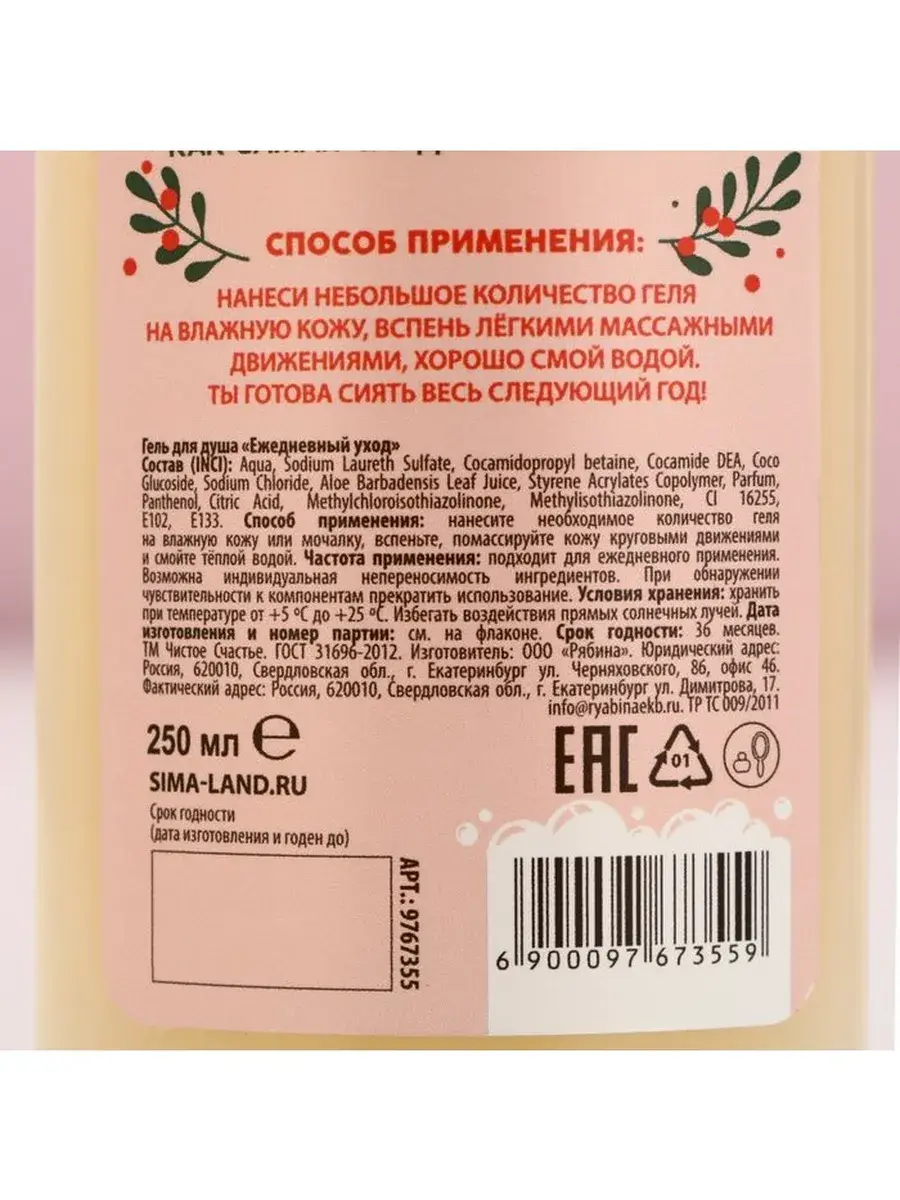 СПОСОБ ПРИМЕНЕНИЯ:
НАНЕСИ НЕБОЛЬШОЕ КОЛИЧЕСТВО ГЕЛЯ
НА ВЛАЖНУЮ КОЖУ, ВСПЕНЬ ЛЁГКИМИ МАССАЖНЫМИ
ДВИЖЕНИЯМИ, ХОРОШО СМОЙ ВОДОЙ.
ТЫ ГОТОВА СИЯТЬ ВЕСЬ СЛЕДУЮЩИЙ ГОД!
Гель для душа «Ежедневный уход»
Состав (INCI): Aqua, Sodium Laureth Sulfate, Cocamidopropyl betaine, Cocamide DEA, Coco
Glucoside, Sodium Chloride, Aloe Barbadensis Leaf Juice, Styrene Acrylates Copolymer, Parfum,
Panthenol, Citric Acid, Methylchloroisothiazolinone, Methylisothiazolinone, CI 16255,
E102, E133. Способ применения: нанесите необходимое количество геля
на влажную кожу или мочалку, вспеньте, помассируйте кожу круговыми движениями
и смойте тёплой водой. Частота применения: подходит для ежедневного применения.
Возможна индивидуальная непереносимость ингредиентов. При обнаружении
чувствительности к компонентам прекратить использование. Условия хранения: хранить
при температуре от +5 ºС до +25 ºС. Избегать воздействия прямых солнечных лучей. Дата
изготовления и номер партии: см. на флаконе. Срок годности: 36 месяцев.
ТМ Чистое Счастье. ГОСТ 31696-2012. Изготовитель: ООО «Рябина». Юридический адрес:
Россия, 620010, Свердловская обл., г. Екатеринбург ул. Черняховского, 86, офис 46.
Фактический адрес: Россия, 620010, Свердловская обл., г. Екатеринбург ул. Димитрова, 17.
info@ryabinaekb.ru. ТР ТС 009/2011
250 мл ℮
SIMA-LAND.RU
EAC
01
Срок годности
(дата изготовления и годен до)
АРТ.: 9767355
6 900097 673559